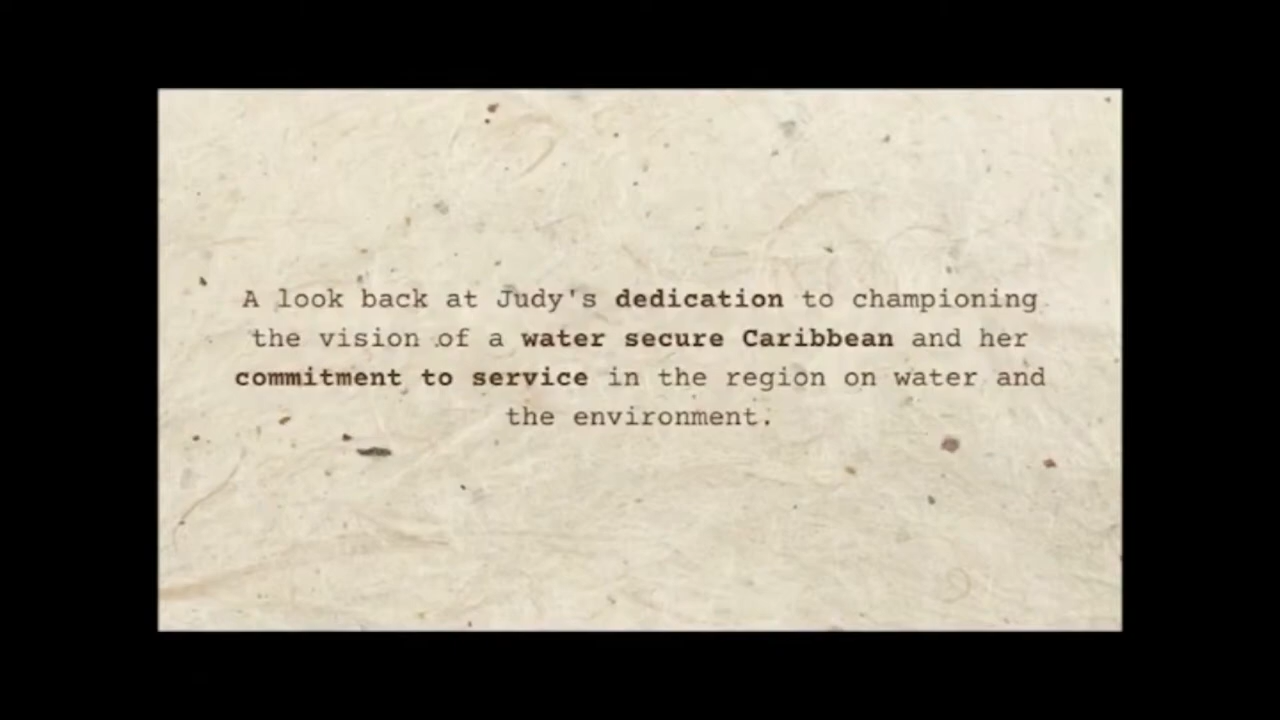 A look back at Judy's dedication to championing
the vision of a water secure Caribbean and her
commitment to service in the region on water and
the environment.